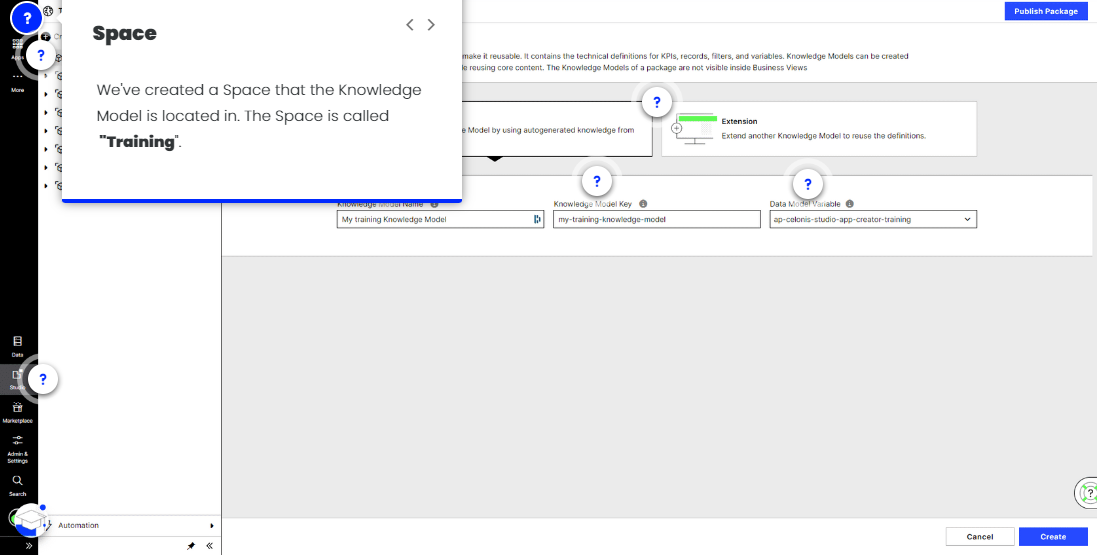 Publish Package
Space
We've created a Space that the Knowledge
Model is located in. The Space is called
"Training".
make it reusable. It contains the technical definitions for KPIs, records, filters, and variables. Knowledge Models can be created
reusing core content. The Knowledge Models of a package are not visible inside Business Views
?
?
Apps
More
?
Model by using autogenerated knowledge from
Extension
Extend another Knowledge Model to reuse the definitions.
?
?
Knowledge Model Name
Knowledge Model Key
Data Model Variable
My training Knowledge Model
my-training-knowledge-model
ap-celonis-studio-app-creator-training
Data
Studio
?
Marketplace
Admin &
Settings
Search
?
Automation
Cancel
Create